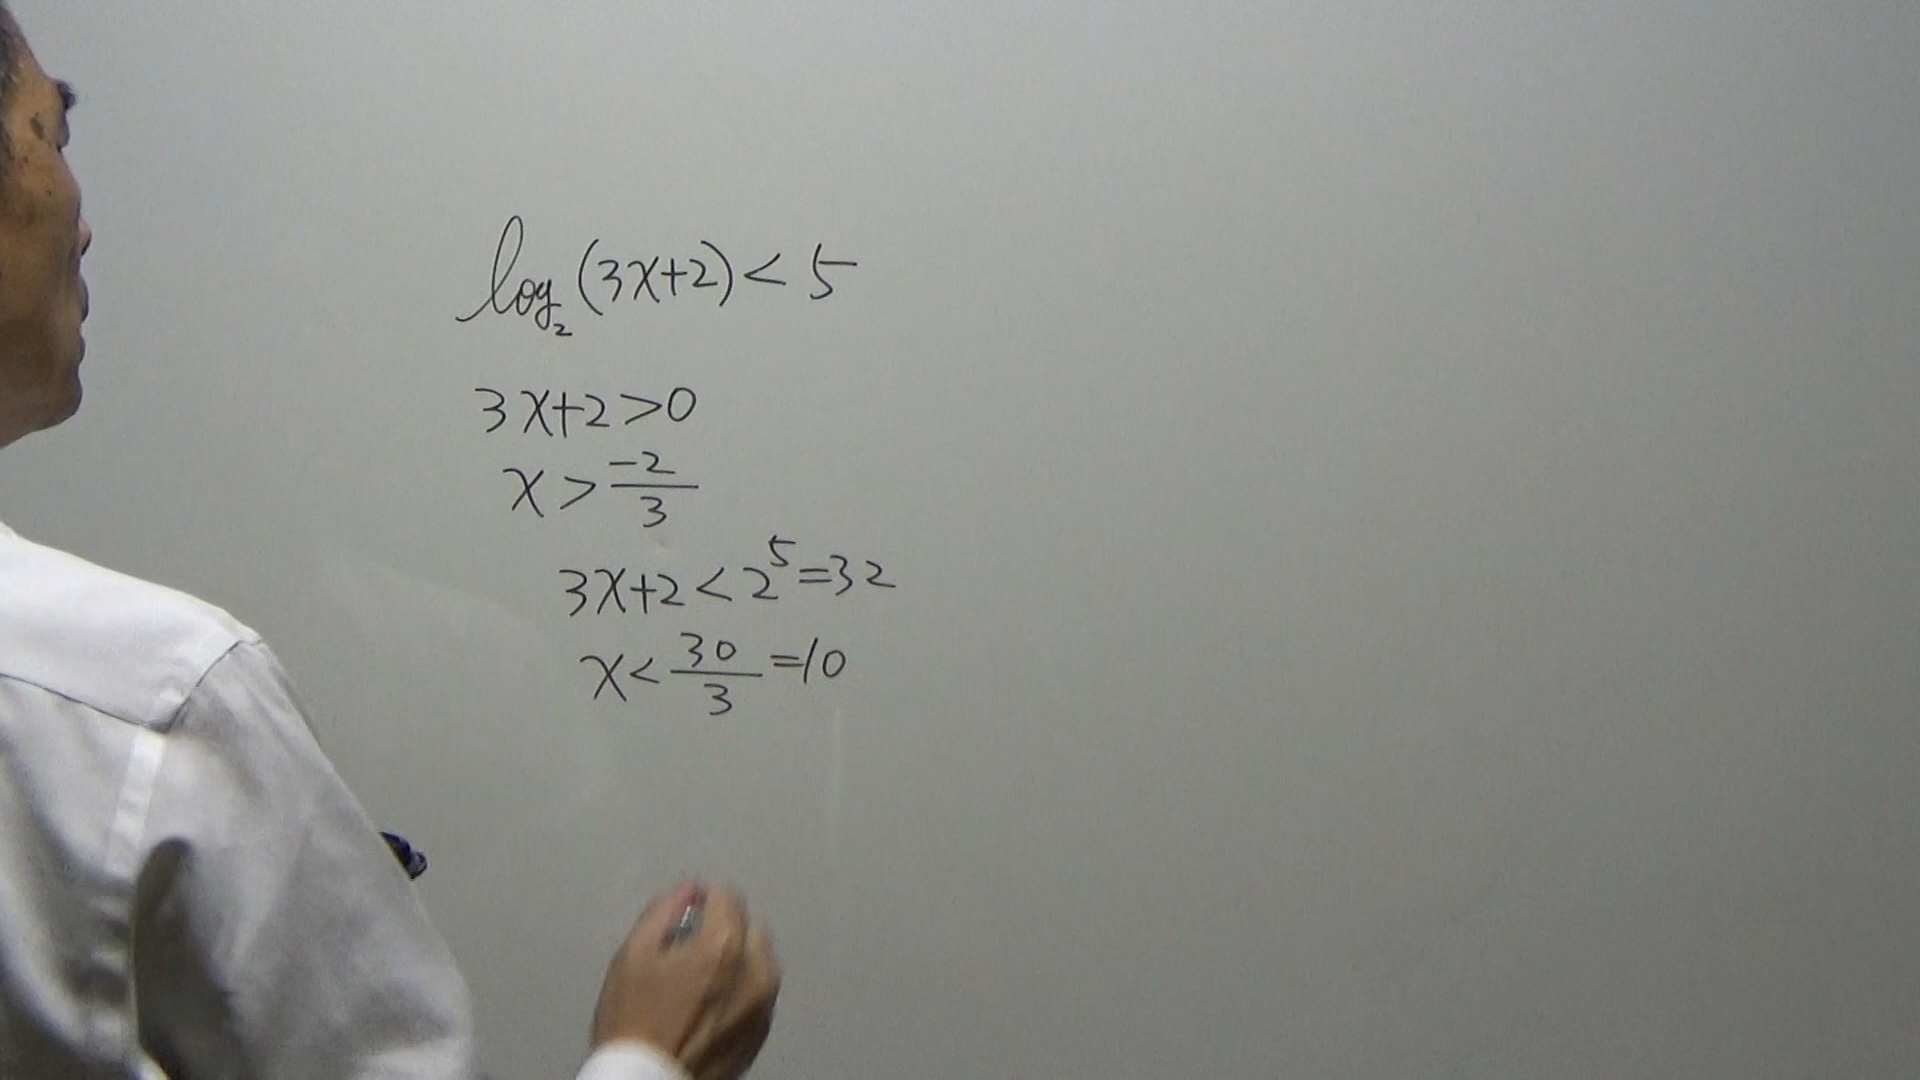 log₂(3x+2)<5
3x+2>0
x>-2/3
3x+2<2⁵=32
x<30/3=10